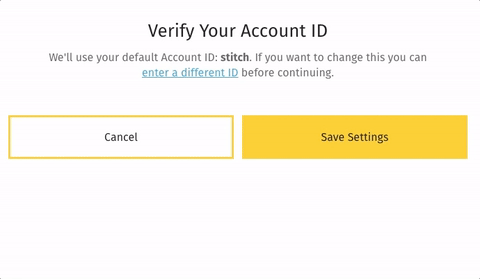 Verify Your Account ID
We'll use your default Account ID: stitch. If you want to change this you can
enter a different ID before continuing.
Cancel
Save Settings